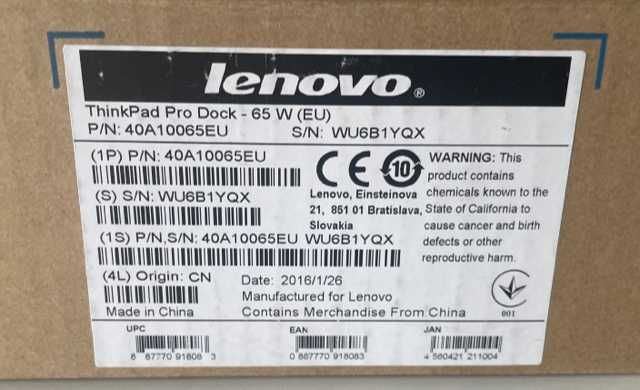 lenovo®
ThinkPad Pro Dock - 65 W (EU)
P/N: 40A10065EU S/N: WU6B1YQX
(1P) P/N: 40A10065EU
(S) S/N: WU6B1YQX
(1S) P/N,S/N: 40A10065EU WU6B1YQX
(4L) Origin: CN
Made in China
CE
10
Lenovo, Einsteinova
21, 851 01 Bratislava,
Slovakia
WARNING: This
product contains
chemicals known to the
State of California to
cause cancer and birth
defects or other
reproductive harm.
Date: 2016/1/26
Manufactured for Lenovo
Contains Merchandise From China
001
UPC
8 87770 91808 3
EAN
0 887770 918083
JAN
4 560421 211004